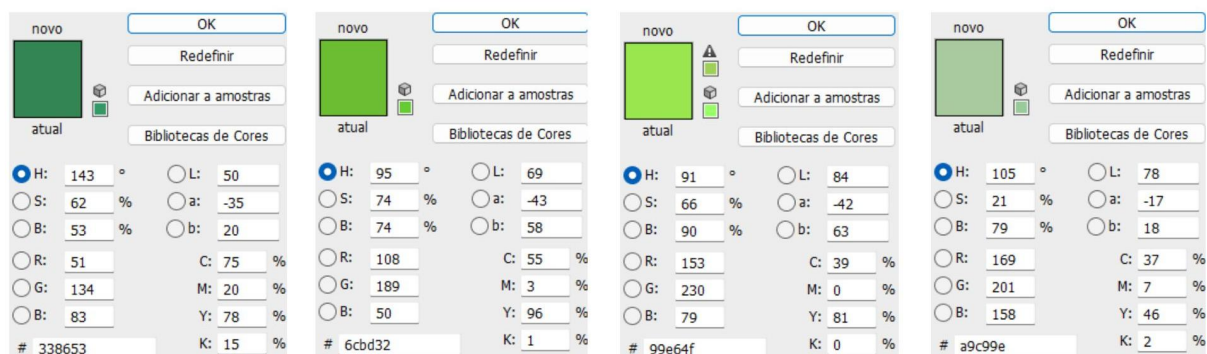 novo
OK
Redefinir
Adicionar a amostras
atual
Bibliotecas de Cores
H: 143 ° L: 50
S: 62 % a: -35
B: 53 % b: 20
R: 51 C: 75 %
G: 134 M: 20 %
B: 83 Y: 78 %
# 338653 K: 15 %
novo
OK
Redefinir
Adicionar a amostras
atual
Bibliotecas de Cores
H: 95 ° L: 69
S: 74 % a: -43
B: 74 % b: 58
R: 108 C: 55 %
G: 189 M: 3 %
B: 50 Y: 96 %
# 6cbd32 K: 1 %
novo
OK
Redefinir
Adicionar a amostras
atual
Bibliotecas de Cores
H: 91 ° L: 84
S: 66 % a: -42
B: 90 % b: 63
R: 153 C: 39 %
G: 230 M: 0 %
B: 79 Y: 81 %
# 99e64f K: 0 %
novo
OK
Redefinir
Adicionar a amostras
atual
Bibliotecas de Cores
H: 105 ° L: 78
S: 21 % a: -17
B: 79 % b: 18
R: 169 C: 37 %
G: 201 M: 7 %
B: 158 Y: 46 %
# a9c99e K: 2 %